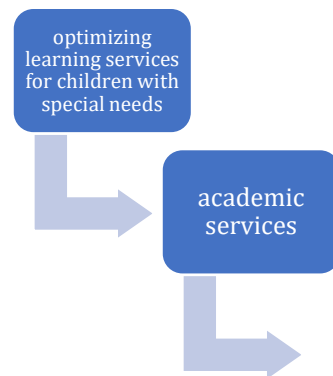 optimizing
learning services
for children with
special needs
academic
services